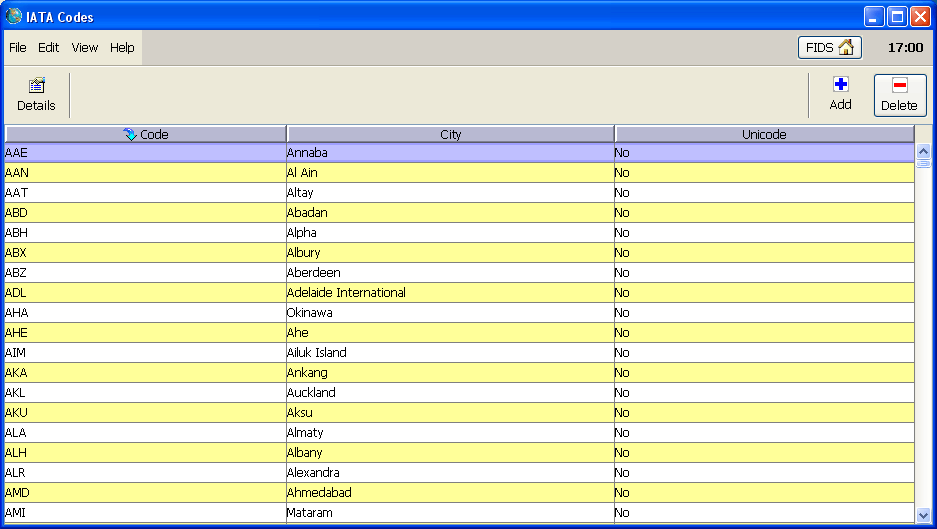 IATA Codes
File Edit View Help FIDS 17:00
Details Add Delete
Code City Unicode
AAE Annaba No
AAN Al Ain No
AAT Altay No
ABD Abadan No
ABH Alpha No
ABX Albury No
ABZ Aberdeen No
ADL Adelaide International No
AHA Okinawa No
AHE Ahe No
AIM Ailuk Island No
AKA Ankang No
AKL Auckland No
AKU Aksu No
ALA Almaty No
ALH Albany No
ALR Alexandra No
AMD Ahmedabad No
AMI Mataram No